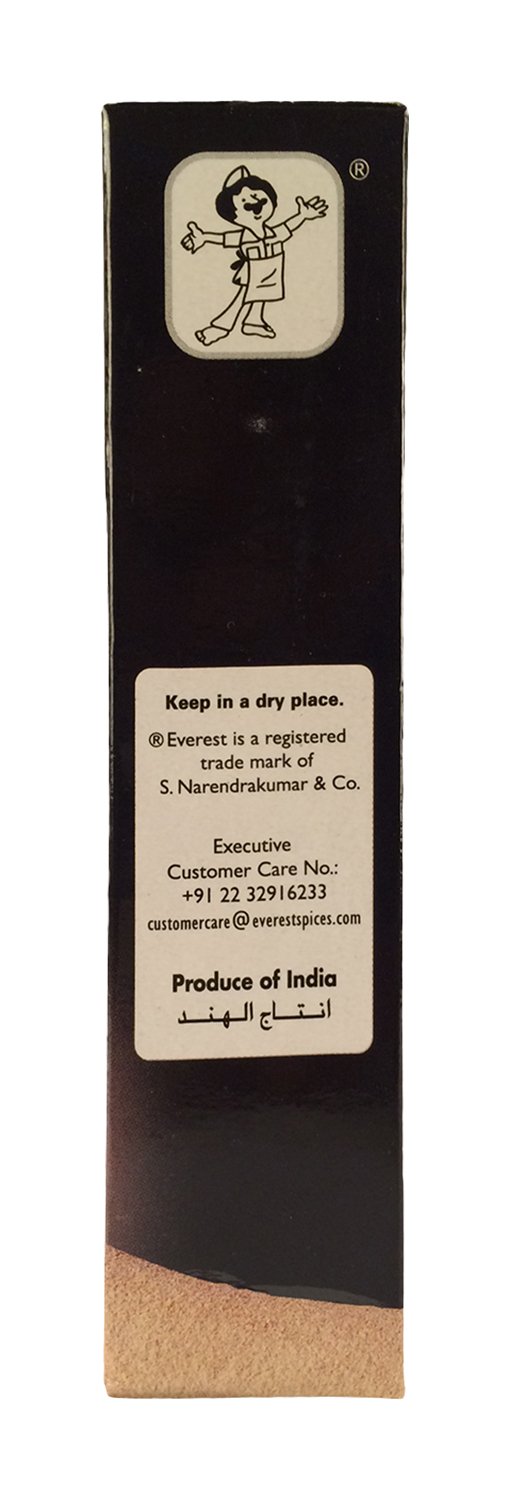 ®
Keep in a dry place.
® Everest is a registered
trade mark of
S. Narendrakumar & Co.
Executive
Customer Care No.:
+91 22 32916233
customercare@everestspices.com
Produce of India
انتاج الهند